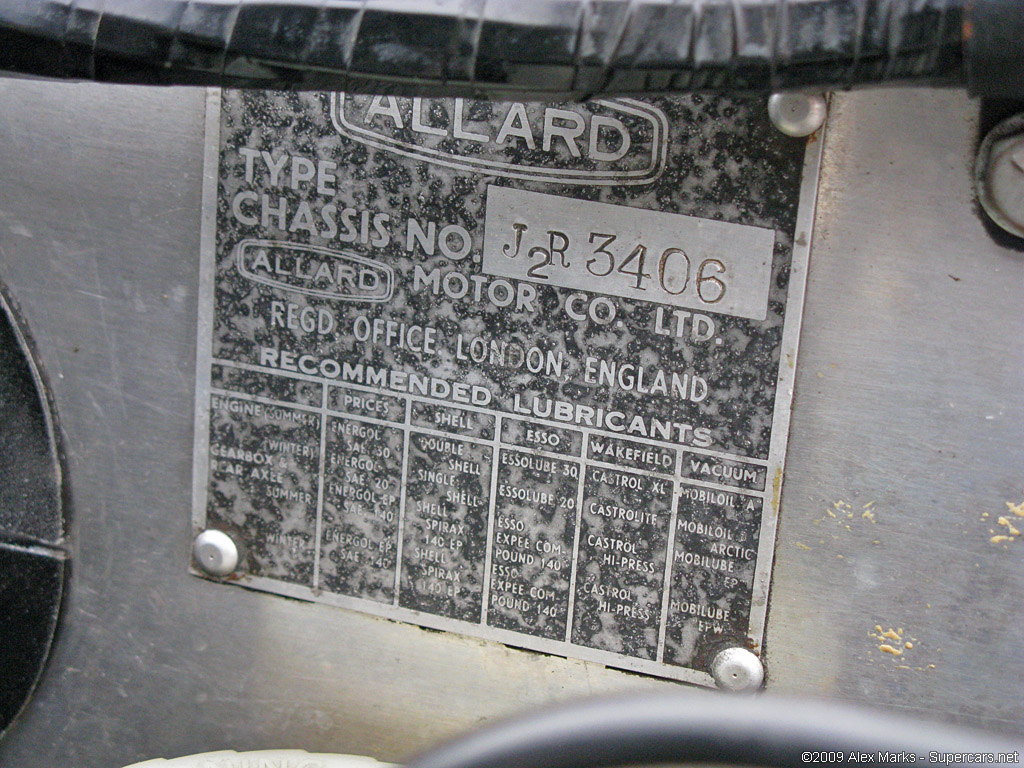 ALLARD
TYPE
CHASSIS NO. J2R 3406
ALLARD MOTOR CO. LTD.
REGD. OFFICE LONDON, ENGLAND
RECOMMENDED LUBRICANTS
PRICES SHELL ESSO WAKEFIELD VACUUM
ENGINE (SUMMER) ENERGOL SAE 30 DOUBLE SHELL ESSOLUBE 30 CASTROL XL MOBILOIL A
(WINTER) ENERGOL SAE 20 SINGLE SHELL ESSOLUBE 20 CASTROLITE MOBILOIL ARCTIC
GEARBOX & REAR AXLE SUMMER ENERGOL EP SAE 140 SHELL SPIRAX 140 EP ESSO EXPEE COM- POUND 140 CASTROL HI-PRESS MOBILUBE EP
WINTER ENERGOL EP SHELL SPIRAX 140 EP ESSO EXPEE COM- POUND 140 CASTROL HI-PRESS MOBILUBE
©2009 Alex Marks - Supercars.net